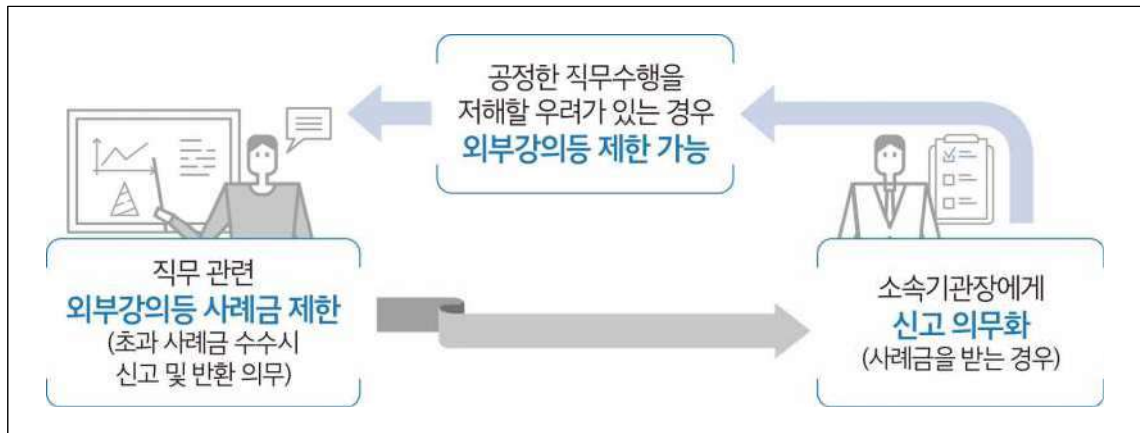 공정한 직무수행을
저해할 우려가 있는 경우
외부강의등 제한 가능
직무 관련
외부강의등 사례금 제한
(초과 사례금 수수시
신고 및 반환 의무)
소속기관장에게
신고 의무화
(사례금을 받는 경우)